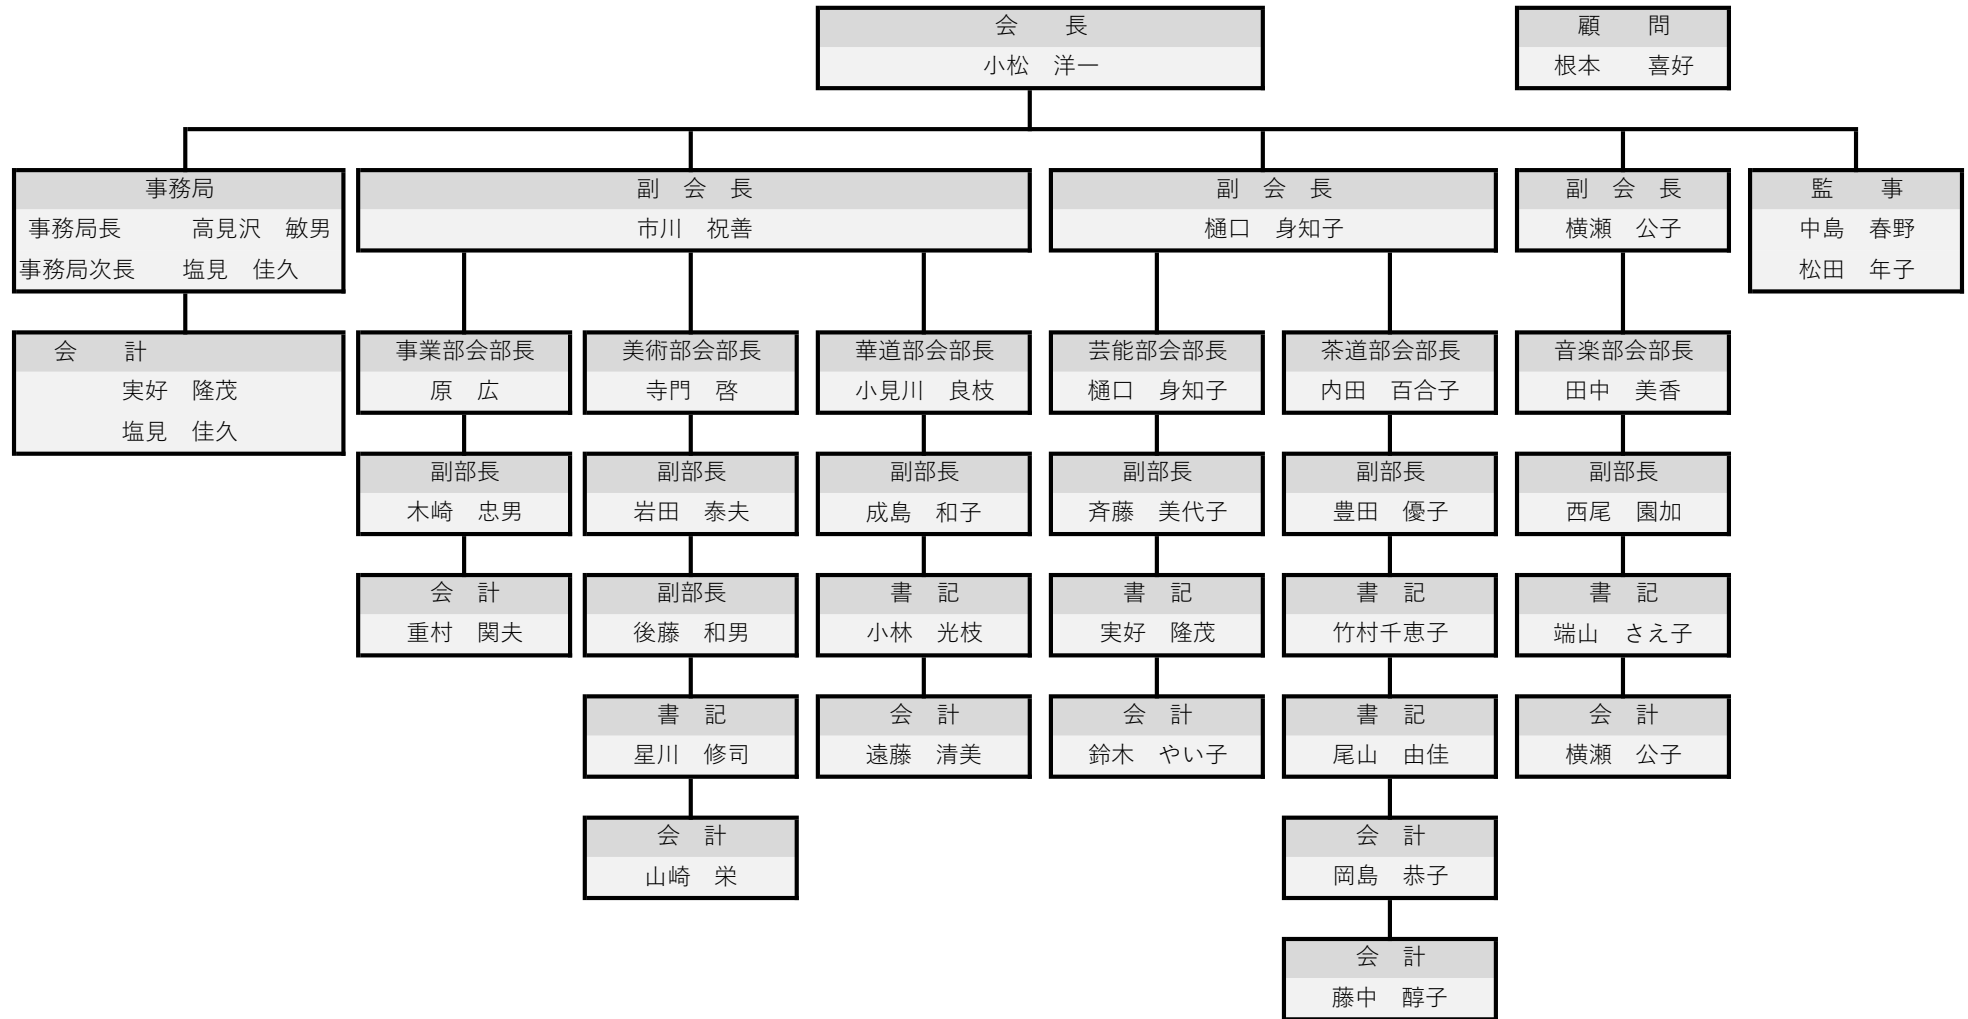 会　　長
小松　洋一
顧　　問
根本　　喜好
事務局
事務局長　　　高見沢　敏男
事務局次長　　塩見　佳久
副　会　長
市川　祝善
副　会　長
樋口　身知子
副　会　長
横瀬　公子
監　　事
中島　春野
松田　年子
会　　計
実好　隆茂
塩見　佳久
事業部会部長
原　広
美術部会部長
寺門　啓
華道部会部長
小見川　良枝
芸能部会部長
樋口　身知子
茶道部会部長
内田　百合子
音楽部会部長
田中　美香
副部長
木崎　忠男
副部長
岩田　泰夫
副部長
成島　和子
副部長
斉藤　美代子
副部長
豊田　優子
副部長
西尾　園加
会　計
重村　関夫
副部長
後藤　和男
書　記
小林　光枝
書　記
実好　隆茂
書　記
竹村千恵子
書　記
端山　さえ子
書　記
星川　修司
会　計
遠藤　清美
会　計
鈴木　やい子
書　記
尾山　由佳
会　計
横瀬　公子
会　計
山崎　栄
会　計
岡島　恭子
会　計
藤中　醇子